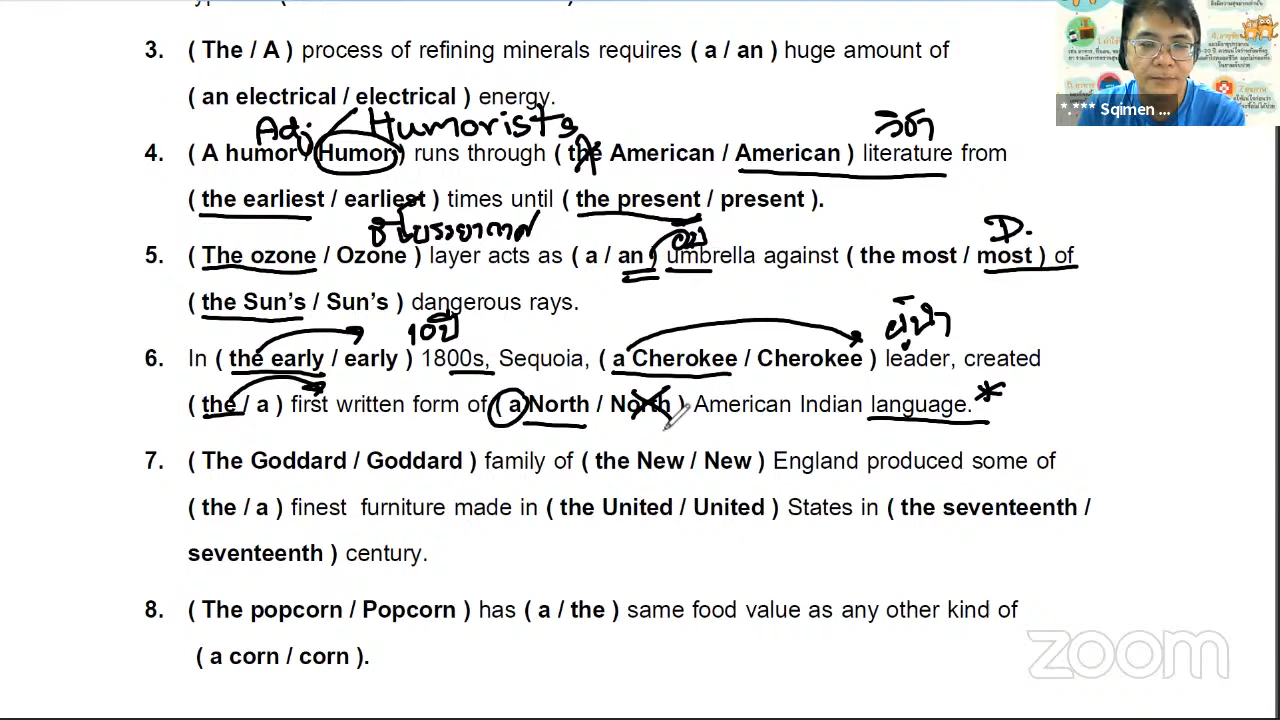 3. ( The / A ) process of refining minerals requires ( a / an ) huge amount of
( an electrical / electrical ) energy.
Adj Humorists
วิชา
4. ( A humor / Humor ) runs through ( the American / American ) literature from
( the earliest / earliest ) times until ( the present / present ).
ชั้นบรรยากาศ
D.
5. ( The ozone / Ozone ) layer acts as ( a / an ) umbrella against ( the most / most ) of
( the Sun's / Sun's ) dangerous rays.
10ปี
ผู้นำ
6. In ( the early / early ) 1800s, Sequoia, ( a Cherokee / Cherokee ) leader, created
( the / a ) first written form of ( a North / North ) American Indian language. *
7. ( The Goddard / Goddard ) family of ( the New / New ) England produced some of
( the / a ) finest furniture made in ( the United / United ) States in ( the seventeenth /
seventeenth ) century.
8. ( The popcorn / Popcorn ) has ( a / the ) same food value as any other kind of
( a corn / corn ).
* *** Sqimen ...
zoom